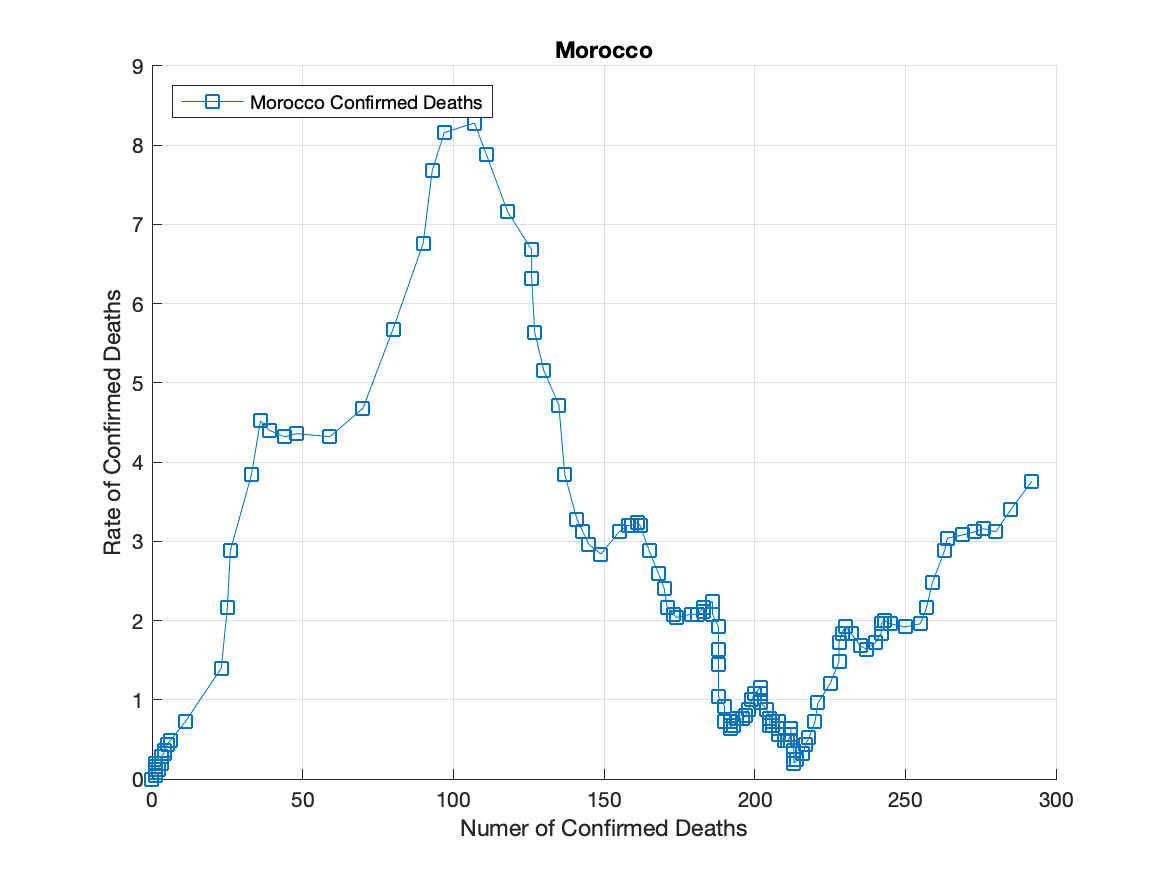 Morocco
Morocco Confirmed Deaths
Rate of Confirmed Deaths
9
8
7
6
5
4
3
2
1
0
0 50 100 150 200 250 300
Numer of Confirmed Deaths